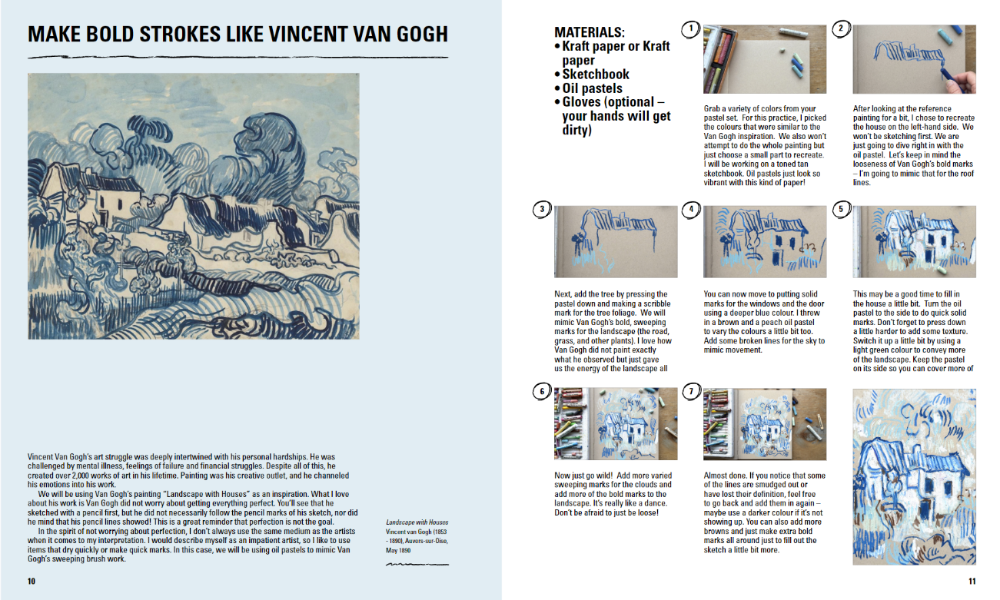 MAKE BOLD STROKES LIKE VINCENT VAN GOGH
Vincent Van Gogh's art struggle was deeply intertwined with his personal hardships. He was
challenged by mental illness, feelings of failure and financial struggles. Despite all of this, he
created over 2,000 works of art in his lifetime. Painting was his creative outlet, and he channeled
his emotions into his work.
We will be using Van Gogh's painting “Landscape with Houses” as an inspiration. What I love
about his work is Van Gogh did not worry about getting everything perfect. You'll see that he
sketched with a pencil first, but he did not necessarily follow the pencil marks of his sketch, nor did
he mind that his pencil lines showed! This is a great reminder that perfection is not the goal.
In the spirit of not worrying about perfection, I don't always use the same medium as the artists
when it comes to my interpretation. I would describe myself as an impatient artist, so I like to use
items that dry quickly or make quick marks. In this case, we will be using oil pastels to mimic Van
Gogh's sweeping brush work.
Landscape with Houses
Vincent van Gogh (1853
- 1890), Auvers-sur-Oise,
May 1890
10
MATERIALS:
• Kraft paper or Kraft
paper
• Sketchbook
• Oil pastels
• Gloves (optional –
your hands will get
dirty)
1
Grab a variety of colors from your
pastel set. For this practice, I picked
the colours that were similar to the
Van Gogh inspiration. We also won't
attempt to do the whole painting but
just choose a small part to recreate.
I will be working on a toned tan
sketchbook. Oil pastels just look so
vibrant with this kind of paper!
2
After looking at the reference
painting for a bit, I chose to recreate
the house on the left-hand side. We
won't be sketching first. We are
just going to dive right in with the
oil pastel. Let's keep in mind the
looseness of Van Gogh's bold marks
– I'm going to mimic that for the roof
lines.
3
Next, add the tree by pressing the
pastel down and making a scribble
mark for the tree foliage. We will
mimic Van Gogh's bold, sweeping
marks for the landscape (the road,
grass, and other plants). I love how
Van Gogh did not paint exactly
what he observed but just gave
us the energy of the landscape all
4
You can now move to putting solid
marks for the windows and the door
using a deeper blue colour. I threw
in a brown and a peach oil pastel
to vary the colours a little bit too.
Add some broken lines for the sky to
mimic movement.
5
This may be a good time to fill in
the house a little bit. Turn the oil
pastel to the side to do quick solid
marks. Don't forget to press down
a little harder to add some texture.
Switch it up a little bit by using a
light green colour to convey more
of the landscape. Keep the pastel
on its side so you can cover more of
6
Now just go wild! Add more varied
sweeping marks for the clouds and
add more of the bold marks to the
landscape. It's really like a dance.
Don't be afraid to just be loose!
7
Almost done. If you notice that some
of the lines are smudged out or
have lost their definition, feel free
to go back and add them in again –
maybe use a darker colour if it's not
showing up. You can also add more
browns and just make extra bold
marks all around just to fill out the
sketch a little bit more.
11